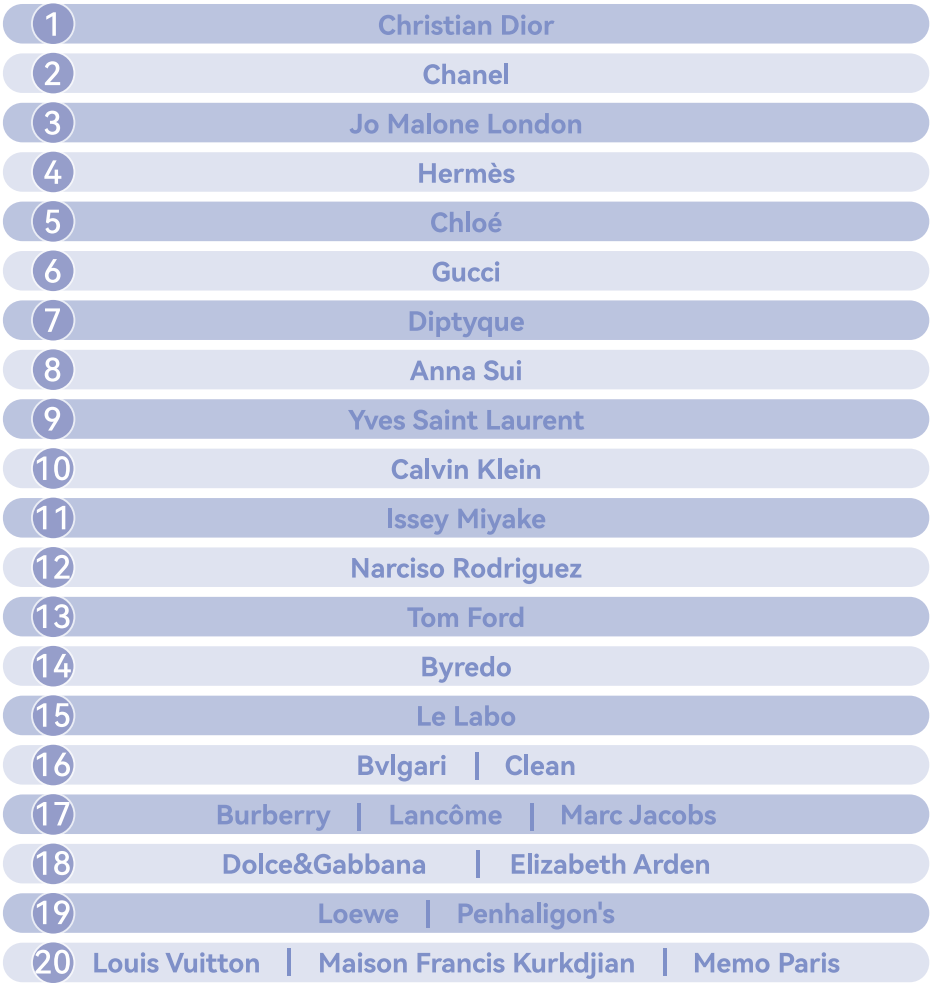 1 Christian Dior
2 Chanel
3 Jo Malone London
4 Hermès
5 Chloé
6 Gucci
7 Diptyque
8 Anna Sui
9 Yves Saint Laurent
10 Calvin Klein
11 Issey Miyake
12 Narciso Rodriguez
13 Tom Ford
14 Byredo
15 Le Labo
16 Bvlgari | Clean
17 Burberry | Lancôme | Marc Jacobs
18 Dolce&Gabbana | Elizabeth Arden
19 Loewe | Penhaligon's
20 Louis Vuitton | Maison Francis Kurkdjian | Memo Paris